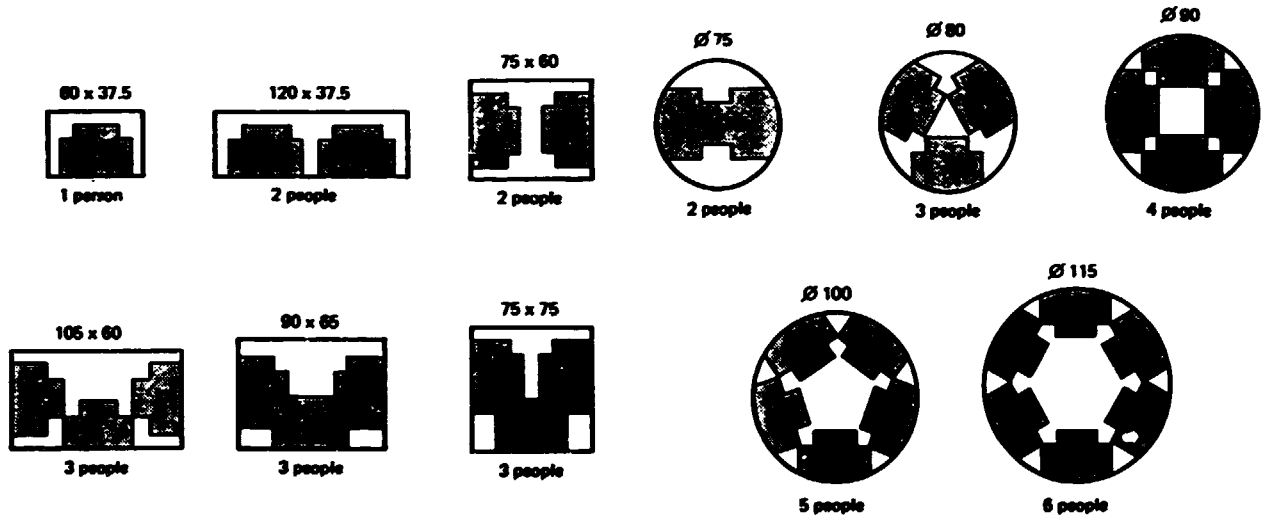 60 x 37.5
1 person
120 x 37.5
2 people
75 x 60
2 people
Ø 75
2 people
Ø 80
3 people
Ø 90
4 people
105 x 60
3 people
90 x 65
3 people
75 x 75
3 people
Ø 100
5 people
Ø 115
6 people